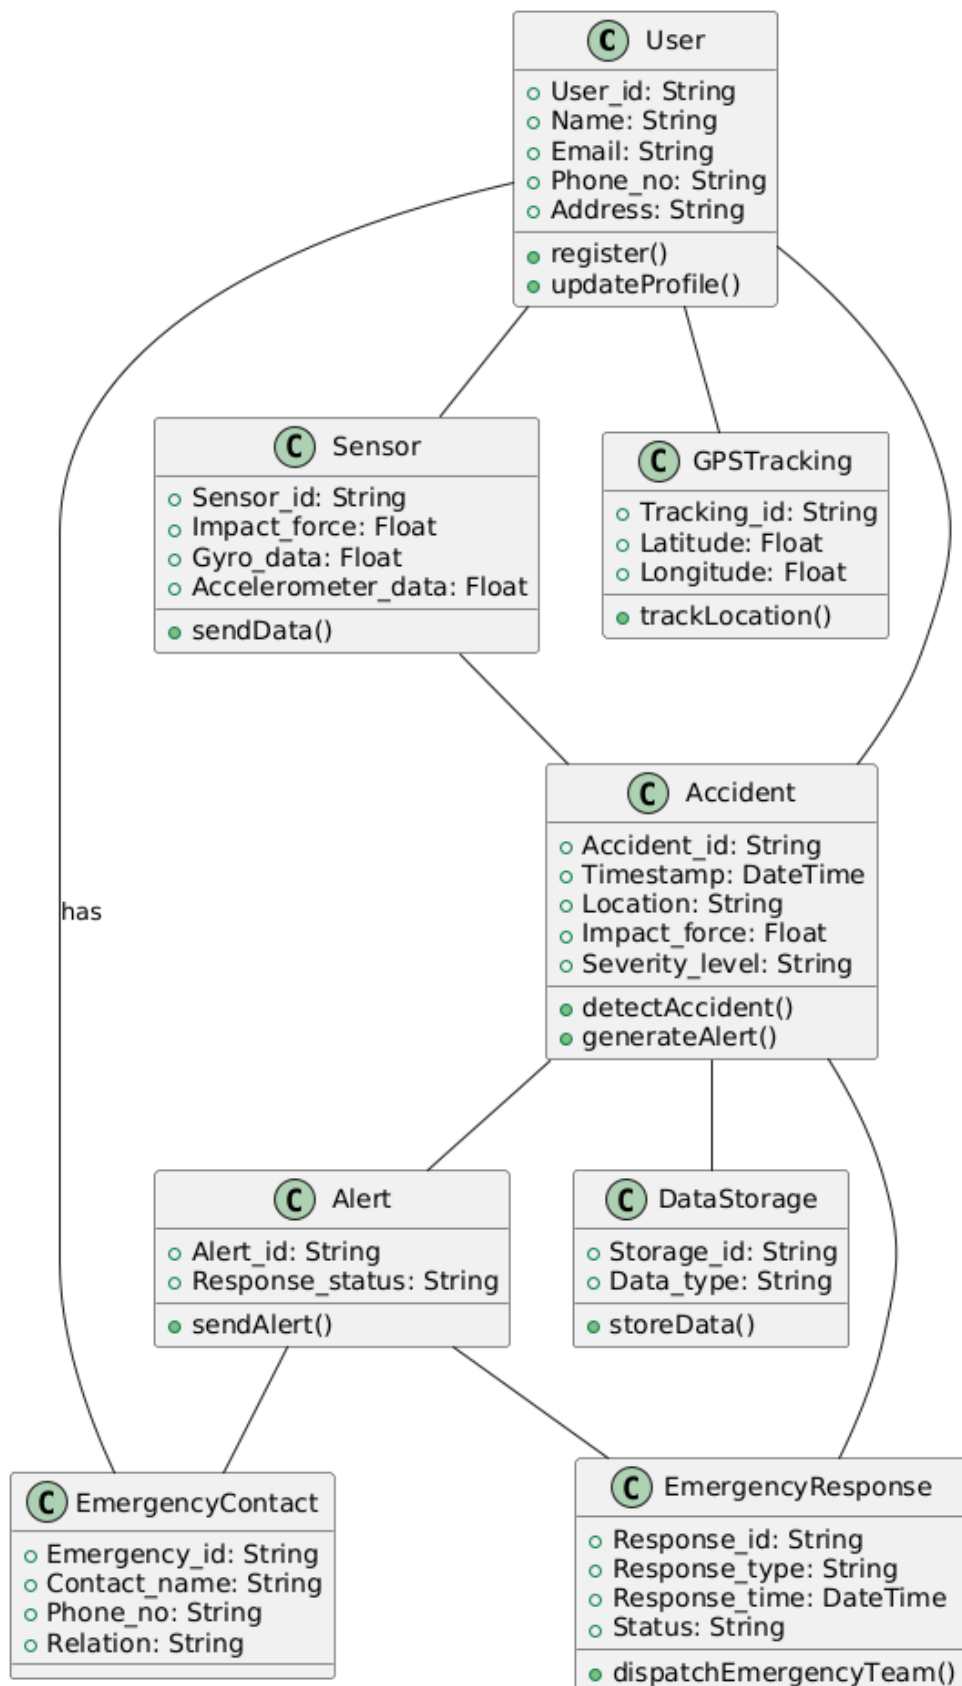 C User
User_id: String
Name: String
Email: String
Phone_no: String
Address: String
register()
updateProfile()
C Sensor
Sensor_id: String
Impact_force: Float
Gyro_data: Float
Accelerometer_data: Float
sendData()
C GPSTracking
Tracking_id: String
Latitude: Float
Longitude: Float
trackLocation()
C Accident
Accident_id: String
Timestamp: DateTime
Location: String
Impact_force: Float
Severity_level: String
detectAccident()
generateAlert()
has
C Alert
Alert_id: String
Response_status: String
sendAlert()
C DataStorage
Storage_id: String
Data_type: String
storeData()
C EmergencyContact
Emergency_id: String
Contact_name: String
Phone_no: String
Relation: String
C EmergencyResponse
Response_id: String
Response_type: String
Response_time: DateTime
Status: String
dispatchEmergencyTeam()